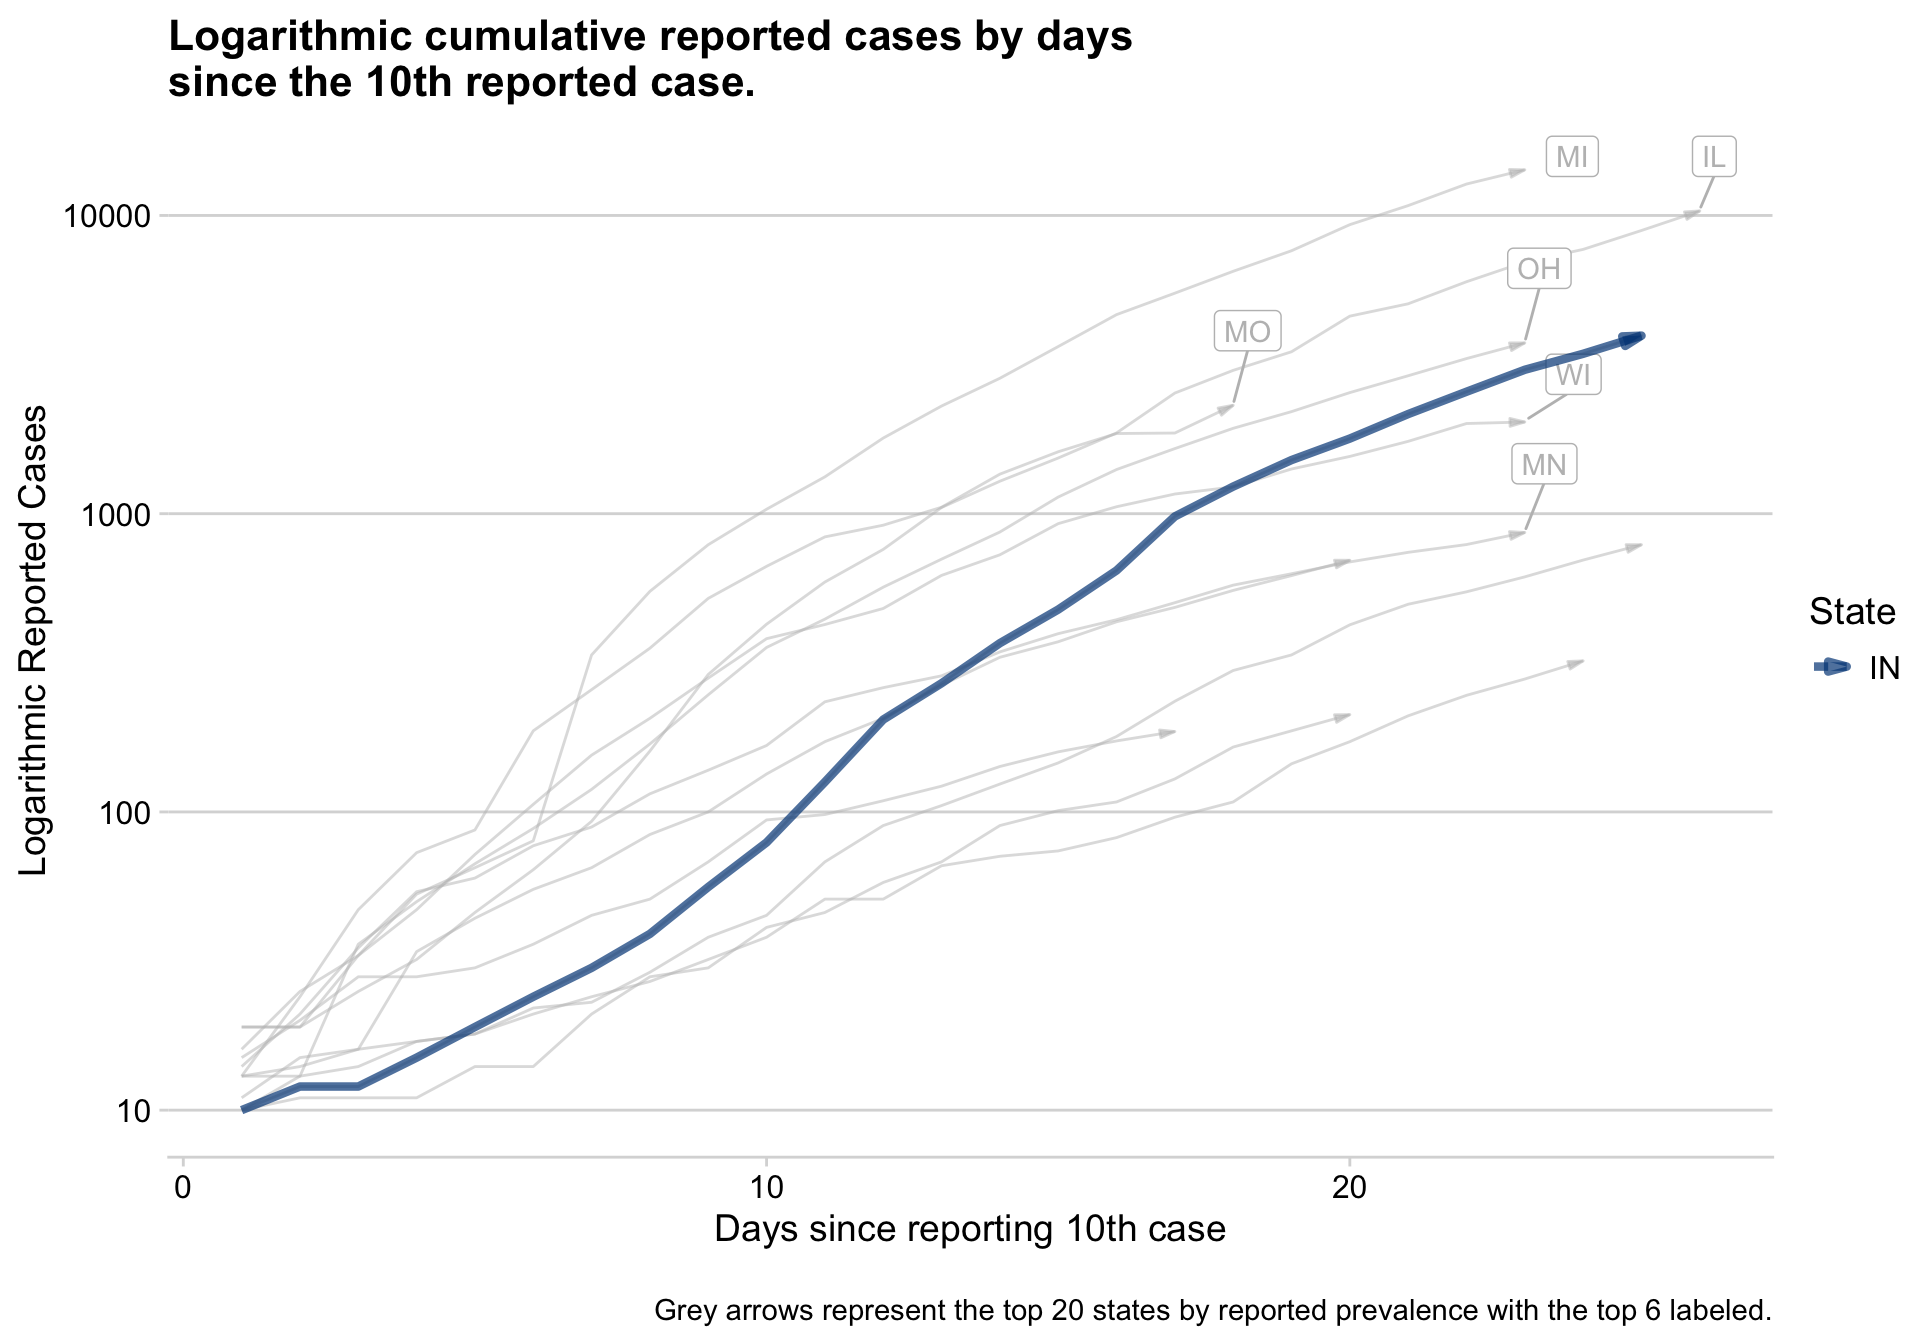 Logarithmic cumulative reported cases by days
since the 10th reported case.
MI
IL
10000
OH
MO
WI
MN
1000
100
10
Logarithmic Reported Cases
State
IN
0
10
20
Days since reporting 10th case
Grey arrows represent the top 20 states by reported prevalence with the top 6 labeled.